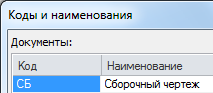 Коды и наименования
Документы:
Код Наименование
СБ Сборочный чертеж